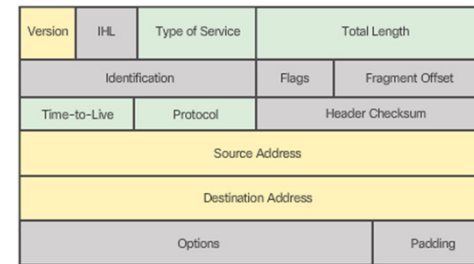 Version IHL Type of Service Total Length
Identification Flags Fragment Offset
Time-to-Live Protocol Header Checksum
Source Address
Destination Address
Options Padding